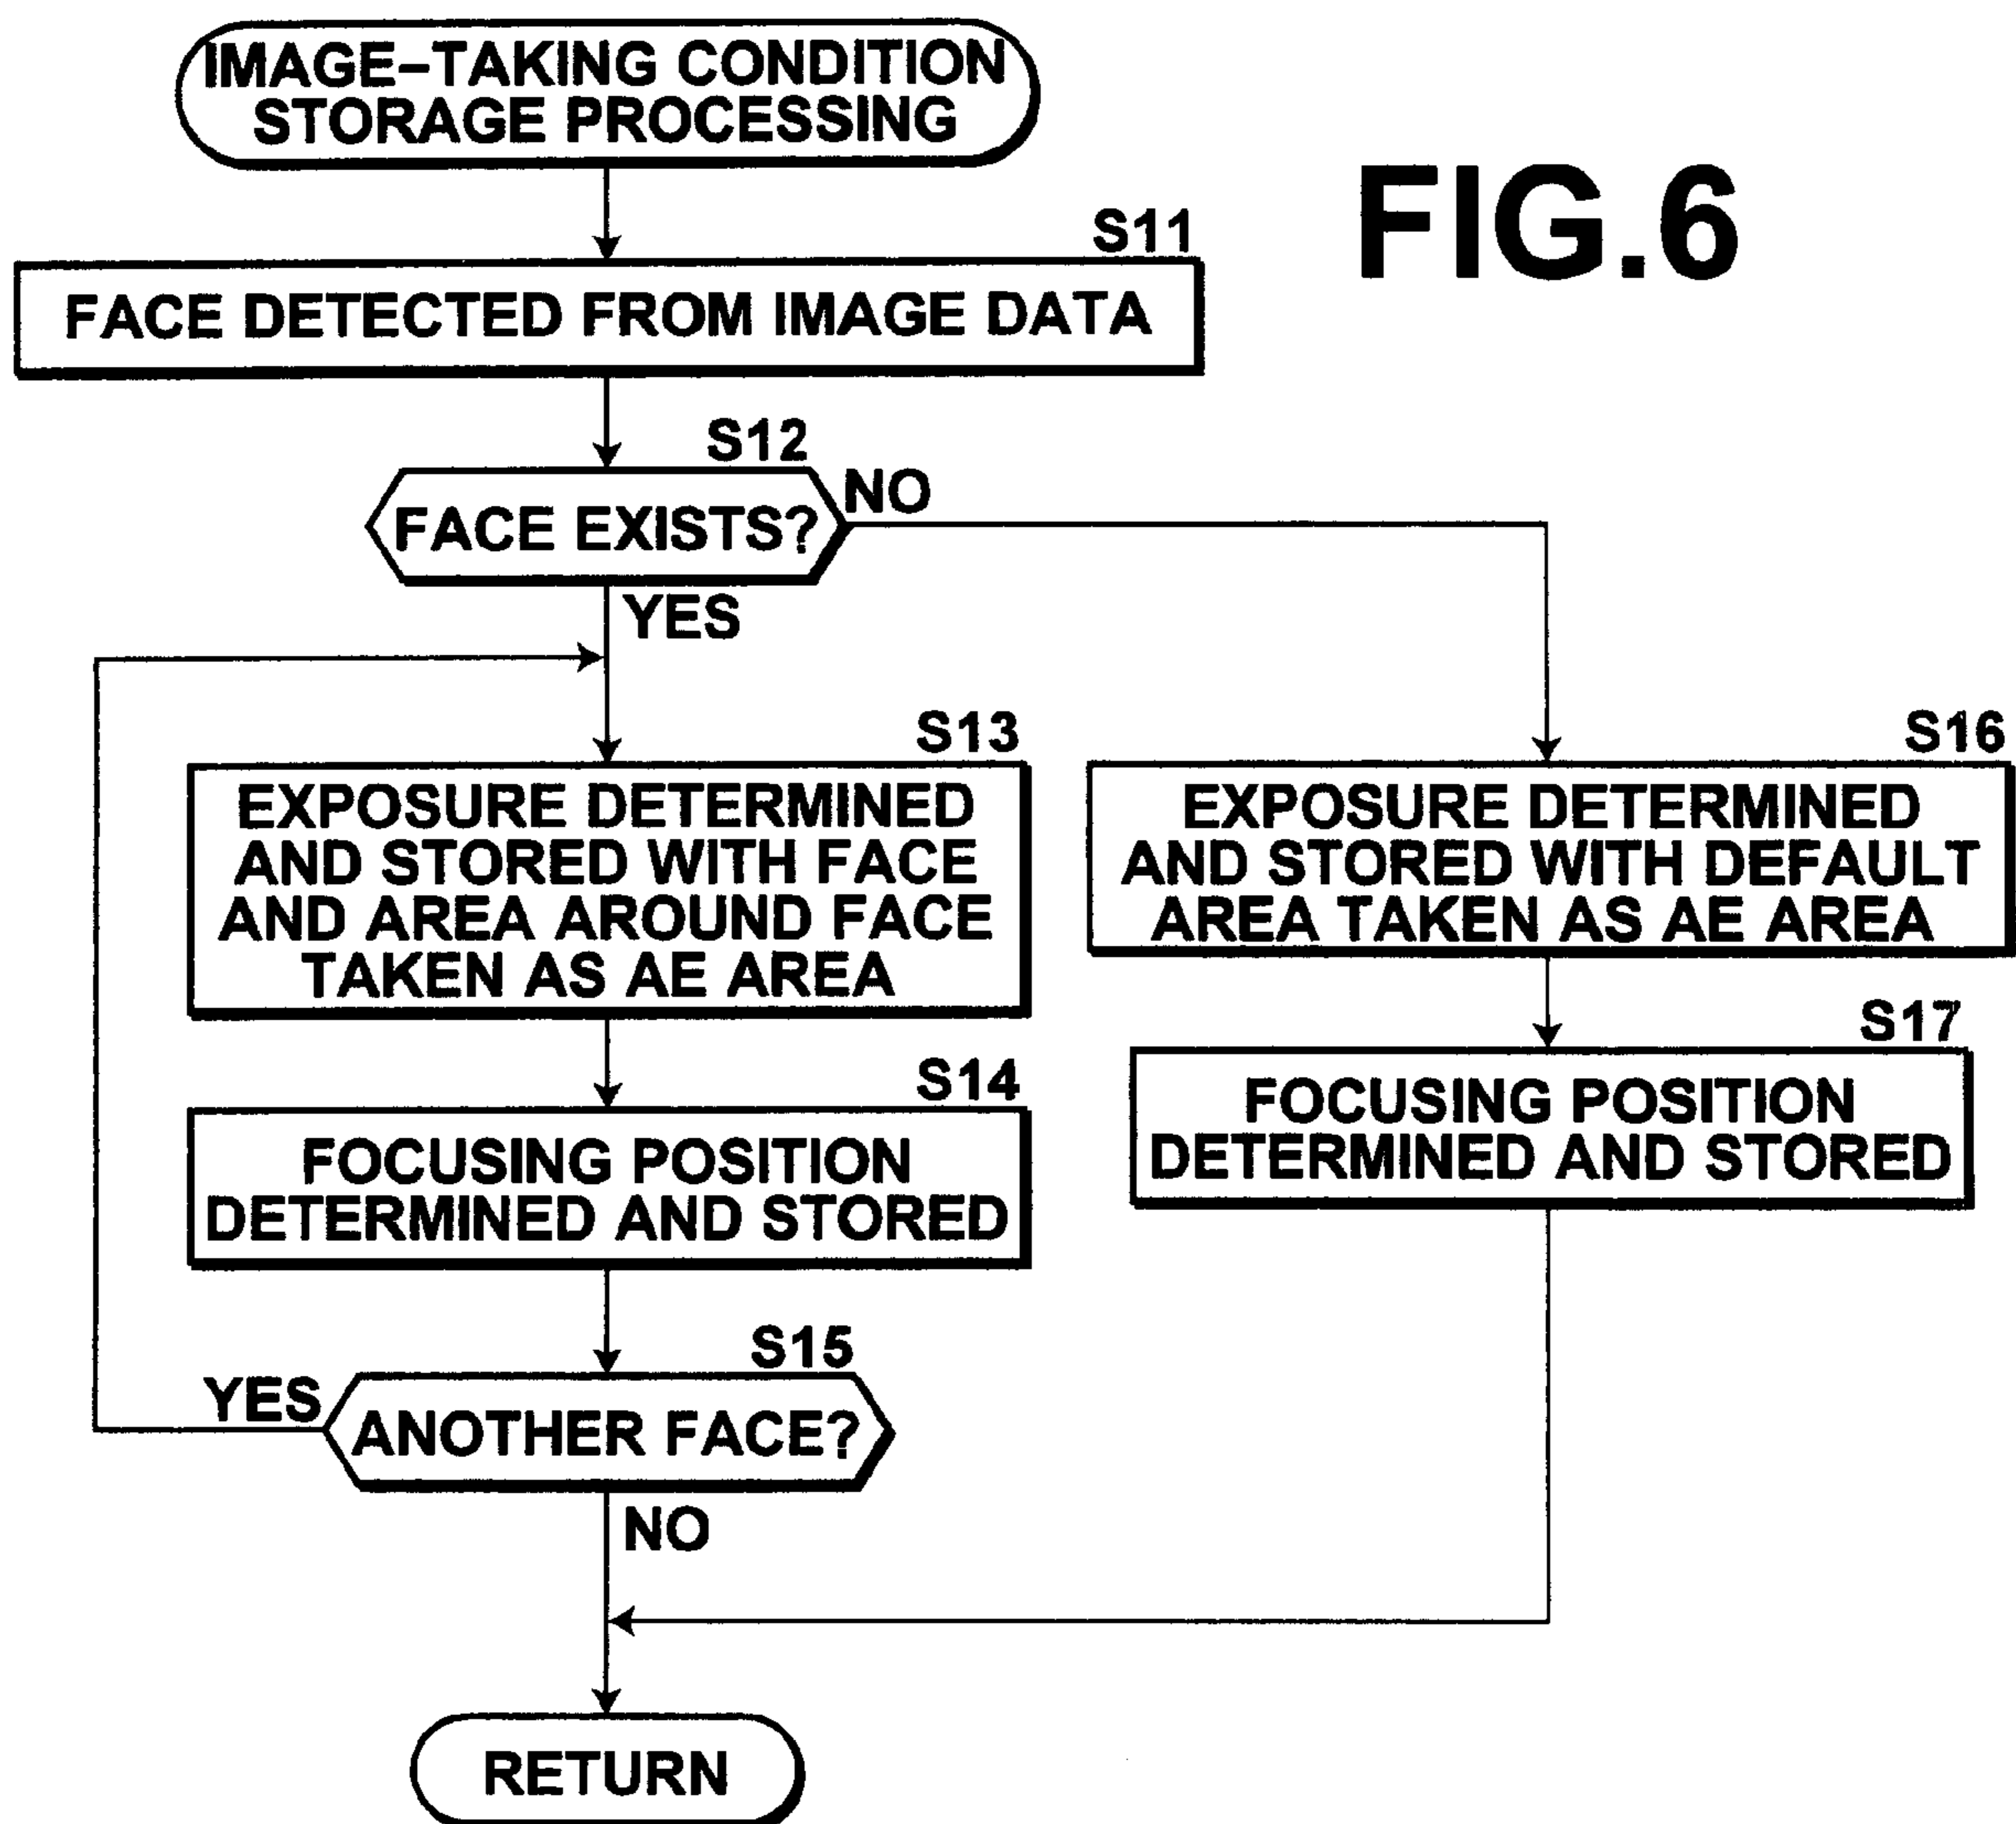 IMAGE-TAKING CONDITION
STORAGE PROCESSING
FIG.6
S11
FACE DETECTED FROM IMAGE DATA
S12
FACE EXISTS?
NO
YES
S13
EXPOSURE DETERMINED
AND STORED WITH FACE
AND AREA AROUND FACE
TAKEN AS AE AREA
S16
EXPOSURE DETERMINED
AND STORED WITH DEFAULT
AREA TAKEN AS AE AREA
S14
FOCUSING POSITION
DETERMINED AND STORED
S17
FOCUSING POSITION
DETERMINED AND STORED
S15
YES
ANOTHER FACE?
NO
RETURN